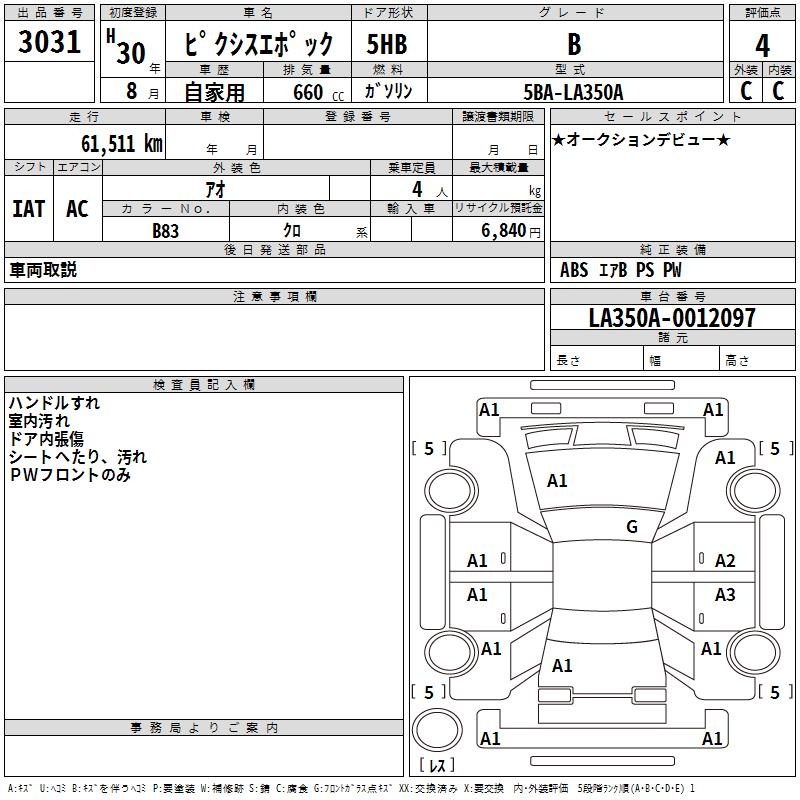 出品番号 初度登録 車名 ドア形状 グレード 評価点
3031 H30年 ﾋﾟｸｼｽｴﾎﾟｯｸ 5HB B 4
車歴 排気量 燃料 型式 外装 内装
8月 自家用 660 CC ｶﾞｿﾘﾝ 5BA-LA350A C C
走行 車検 登録番号 譲渡書類期限 セールスポイント
61,511 km 年 月 月 日 ★オークションデビュー★
シフト エアコン 外装色 乗車定員 最大積載量
IAT AC ｱｵ 4人 kg
カラーNo. 内装色 輸入車 リサイクル預託金
B83 ｸﾛ 系 6,840円
後日発送部品 純正装備
車両取説 ABS ｴｱB PS PW
注意事項欄 車台番号
LA350A-0012097
諸元
長さ 幅 高さ
検査員記入欄
ハンドルすれ
室内汚れ
ドア内張傷
シートへたり、汚れ
ＰＷフロントのみ
A1 A1
[ 5 ] [ 5 ]
A1
A1
G
A1 A2
A1 A3
A1 A1
A1
[ 5 ] [ 5 ]
A1 A1
[ ﾚｽ ]
事務局よりご案内
A:ｷｽﾞ U:ﾍｺﾐ B:ｷｽﾞを伴うﾍｺﾐ P:要塗装 W:補修跡 S:錆 C:腐食 G:ﾌﾛﾝﾄｶﾞﾗｽ点ｷｽﾞ XX:交換済み X:要交換 内・外装評価 5段階ﾗﾝｸ順(A・B・C・D・E) 1